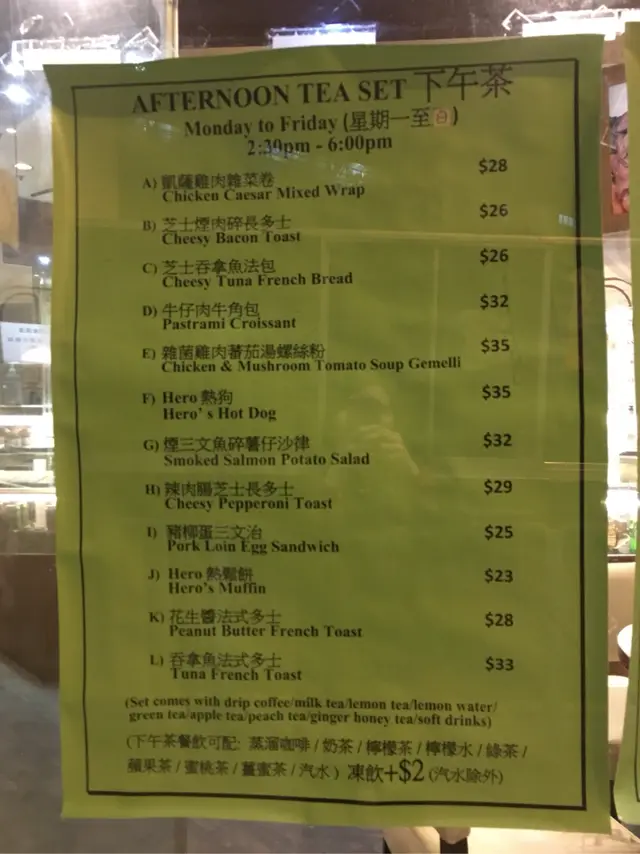 AFTERNOON TEA SET 下午茶
Monday to Friday (星期一至日)
2:30pm - 6:00pm
A) 凱薩雞肉雜菜卷 $28
Chicken Caesar Mixed Wrap
B) 芝士煙肉碎長多士 $26
Cheesy Bacon Toast
C) 芝士吞拿魚法包 $26
Cheesy Tuna French Bread
D) 牛仔肉牛角包 $32
Pastrami Croissant
E) 雜菌雞肉蕃茄湯螺絲粉 $35
Chicken & Mushroom Tomato Soup Gemelli
F) Hero 熱狗 $35
Hero's Hot Dog
G) 煙三文魚碎薯仔沙律 $32
Smoked Salmon Potato Salad
H) 辣肉腸芝士長多士 $29
Cheesy Pepperoni Toast
I) 豬柳蛋三文治 $25
Pork Loin Egg Sandwich
J) Hero 熱鬆餅 $23
Hero's Muffin
K) 花生醬法式多士 $28
Peanut Butter French Toast
L) 吞拿魚法式多士 $33
Tuna French Toast
(Set comes with drip coffee/milk tea/lemon tea/lemon water/
green tea/apple tea/peach tea/ginger honey tea/soft drinks)
(下午茶餐飲可配: 蒸溜咖啡 / 奶茶 / 檸檬茶 / 檸檬水 / 綠茶 /
蘋果茶 / 蜜桃茶 / 薑蜜茶 / 汽水 ) 凍飲+$2 (汽水除外)